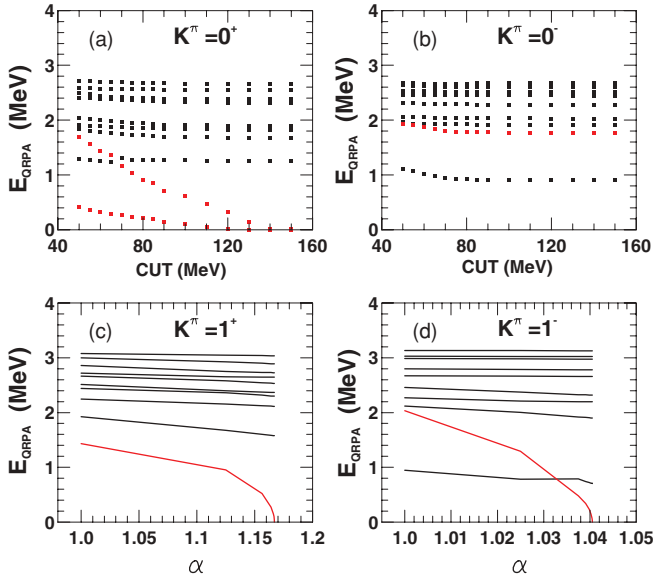 (a) K^π =0^+
(b) K^π =0^-
E_QRPA (MeV)
4
3
2
1
0
40 80 120 160
CUT (MeV)
E_QRPA (MeV)
4
3
2
1
0
40 80 120 160
CUT (MeV)
(c) K^π =1^+
(d) K^π =1^-
E_QRPA (MeV)
4
3
2
1
0
1.0 1.05 1.1 1.15 1.2
α
E_QRPA (MeV)
4
3
2
1
0
1.0 1.01 1.02 1.03 1.04 1.05
α